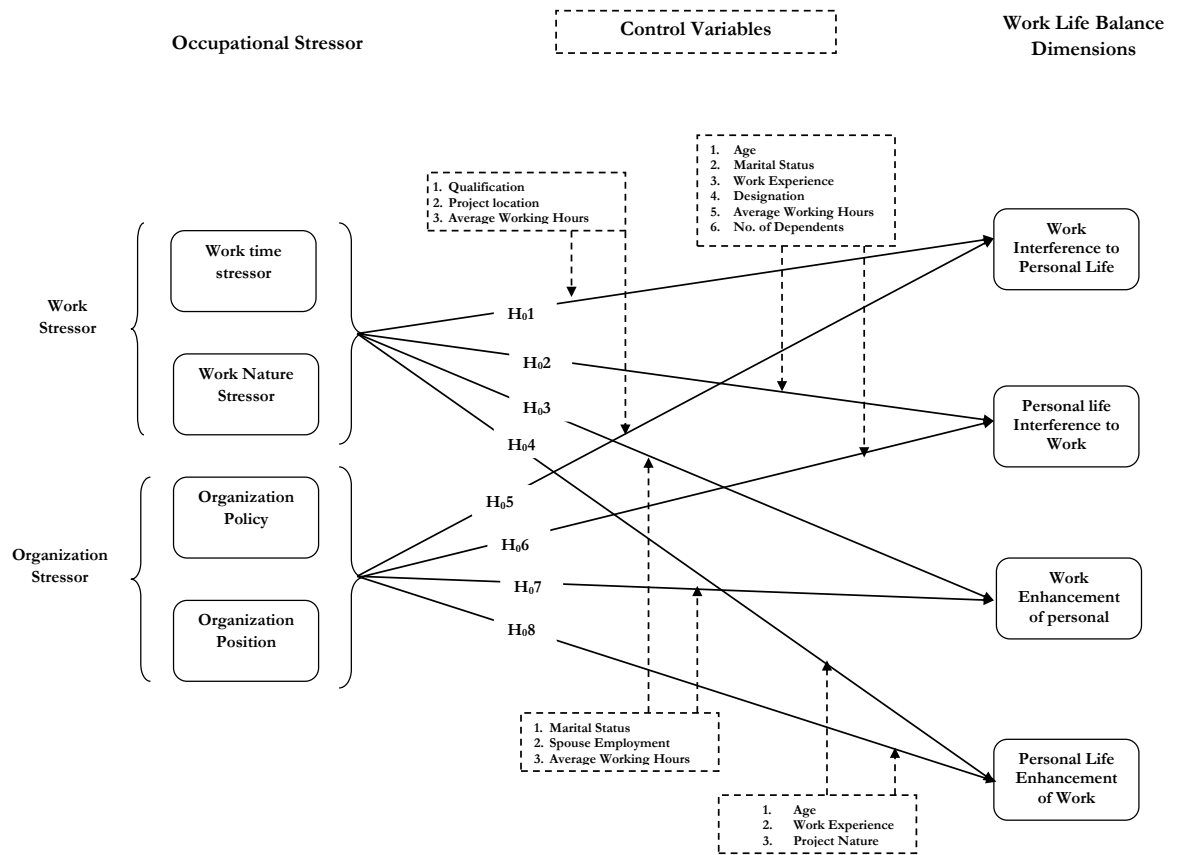 Occupational Stressor
Control Variables
Work Life Balance
Dimensions
1. Age
2. Marital Status
3. Work Experience
4. Designation
5. Average Working Hours
6. No. of Dependents
1. Qualification
2. Project location
3. Average Working Hours
Work
Stressor
Work time
stressor
Work Nature
Stressor
Organization
Stressor
Organization
Policy
Organization
Position
H₀1
H₀2
H₀3
H₀4
H₀5
H₀6
H₀7
H₀8
Work
Interference to
Personal Life
Personal life
Interference to
Work
Work
Enhancement
of personal
Personal Life
Enhancement
of Work
1. Marital Status
2. Spouse Employment
3. Average Working Hours
1. Age
2. Work Experience
3. Project Nature